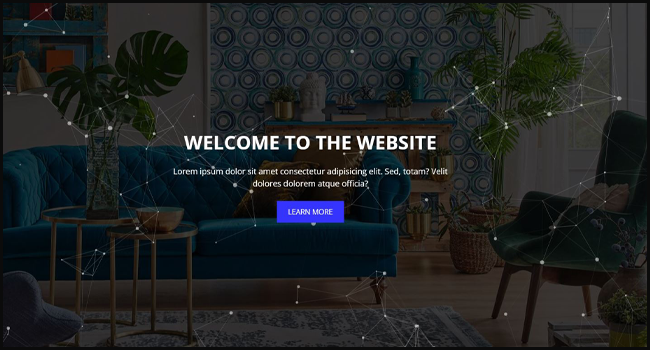 WELCOME TO THE WEBSITE
Lorem ipsum dolor sit amet consectetur adipisicing elit. Sed, totam? Velit
dolores dolorem atque officia?
LEARN MORE